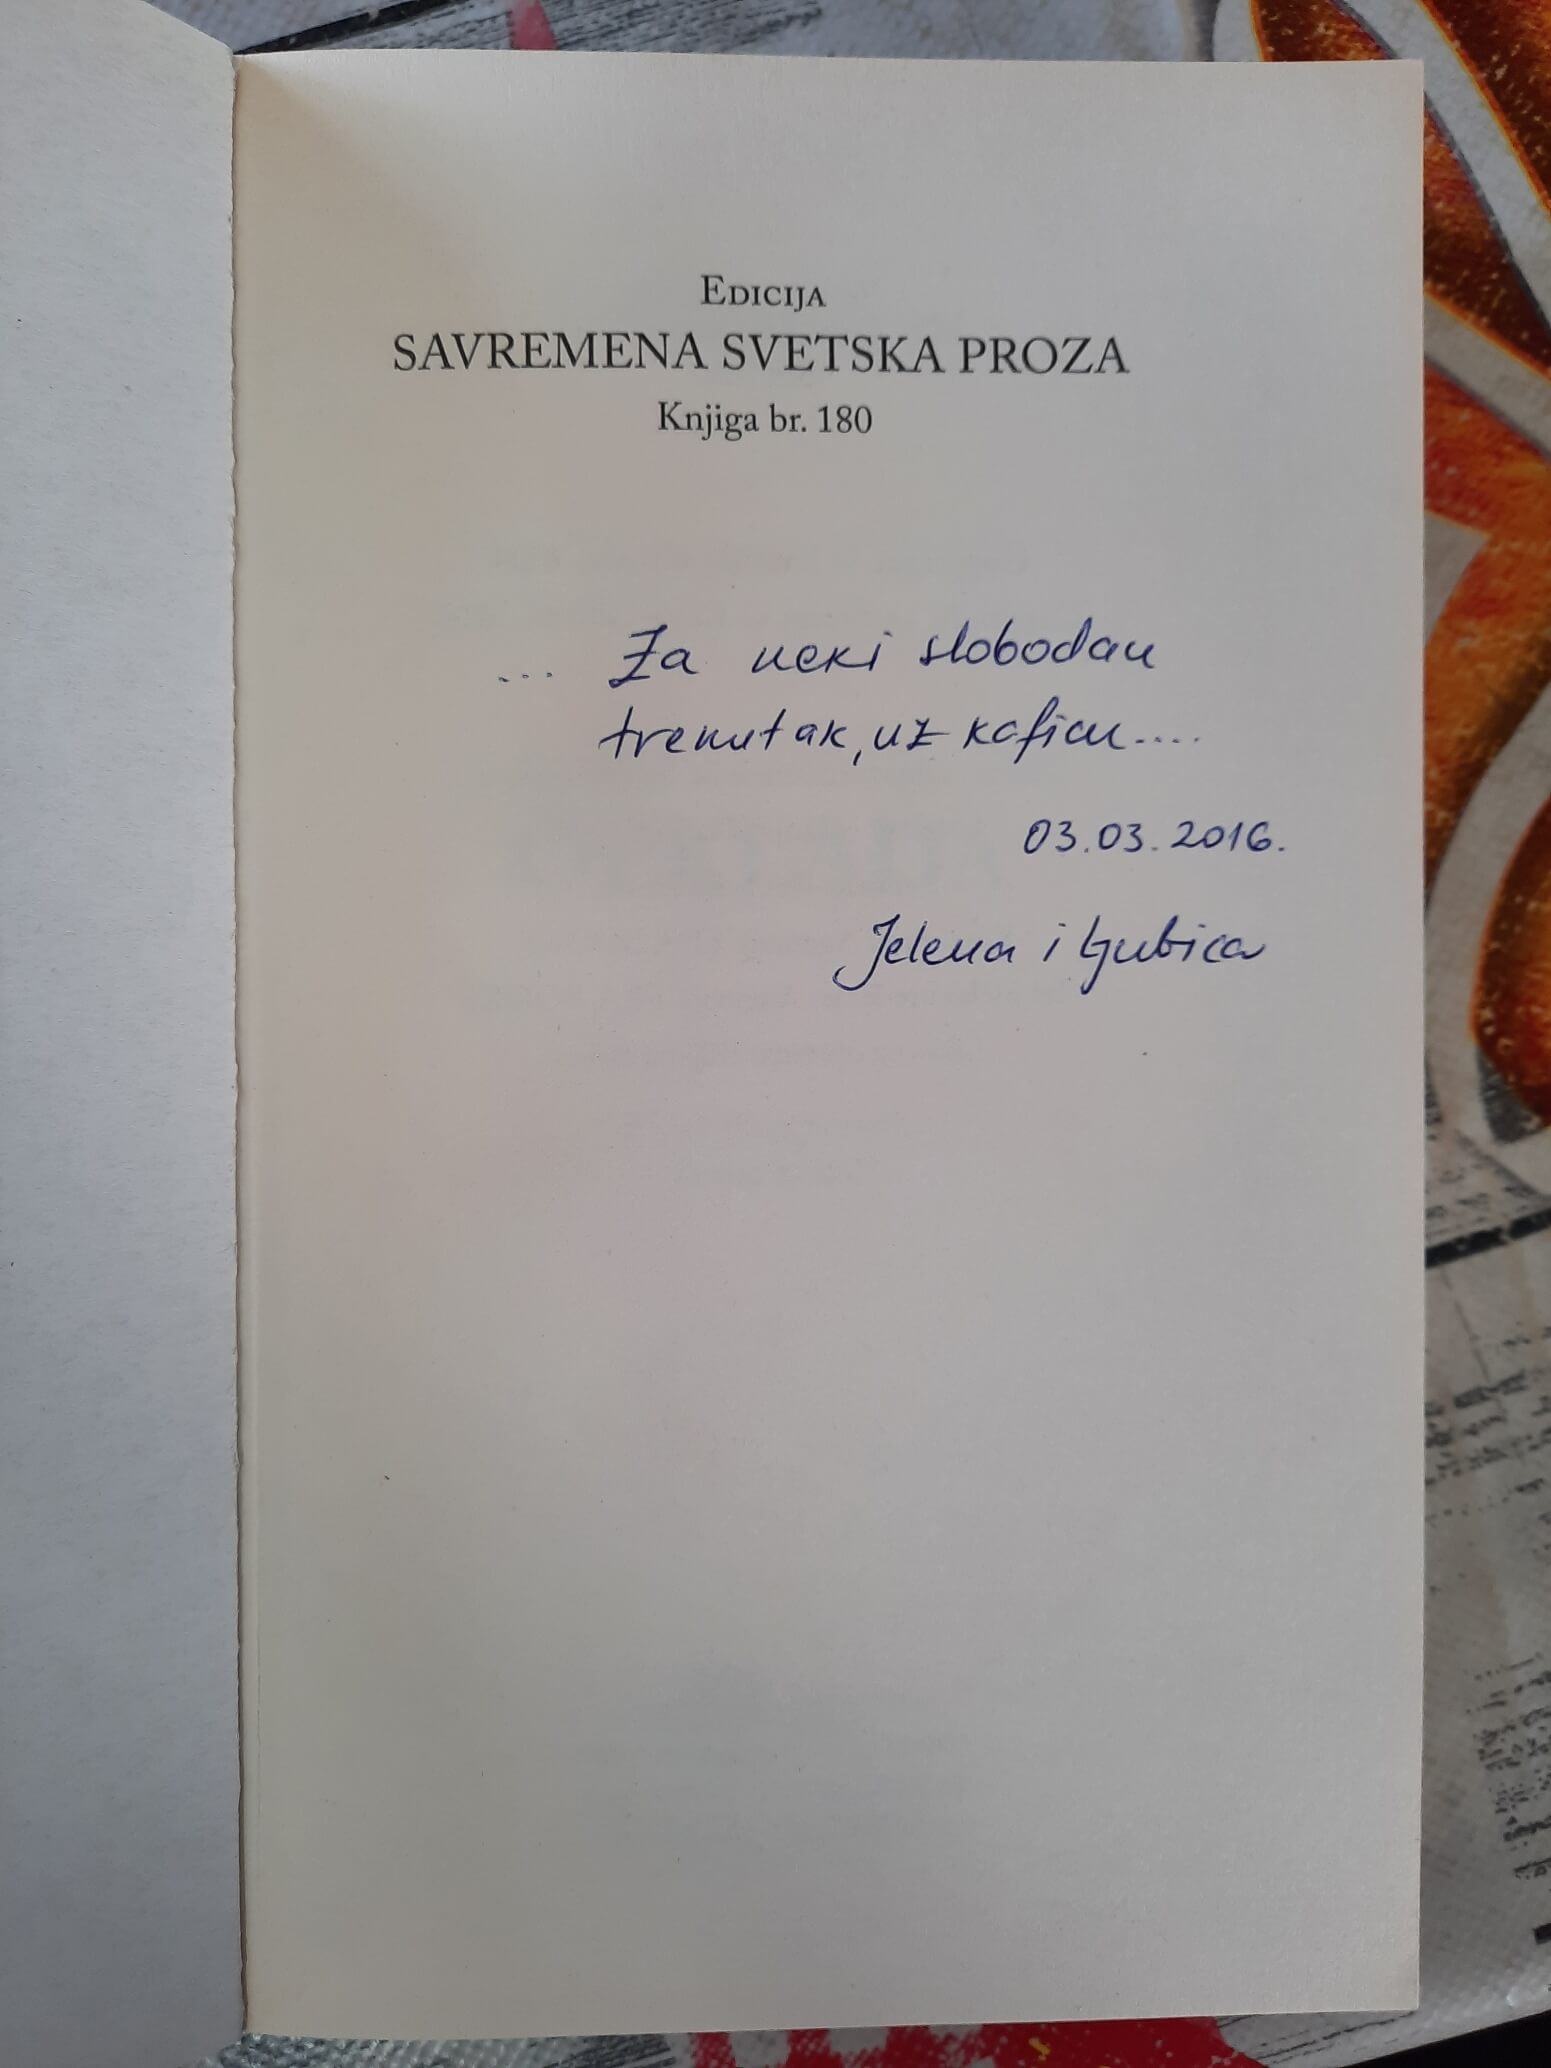 Edicija
SAVREMENA SVETSKA PROZA
Knjiga br. 180
... Za neki slobodan
trenutak, uz kaficu....
03.03.2016.
Jelena i Ljubica